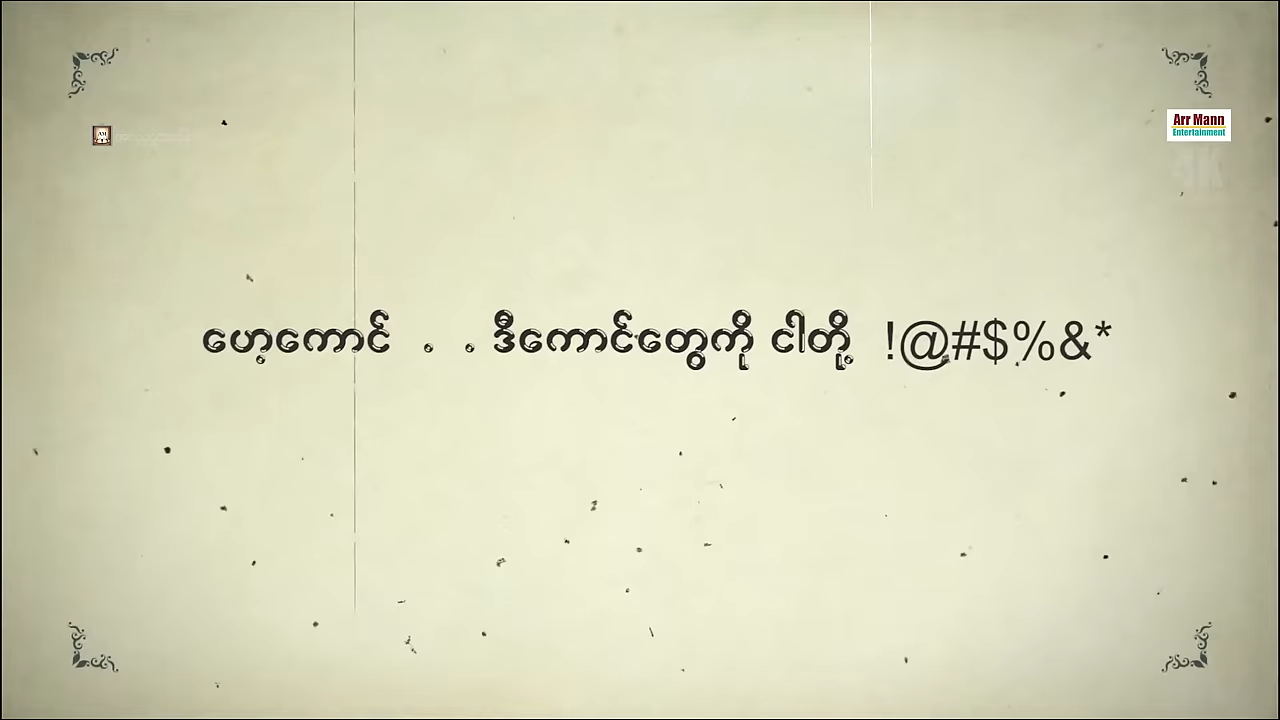 Arr Mann
Entertainment
ဟေ့ကောင် . . ဒီကောင်တွေကို ငါတို့ !@#$%&*